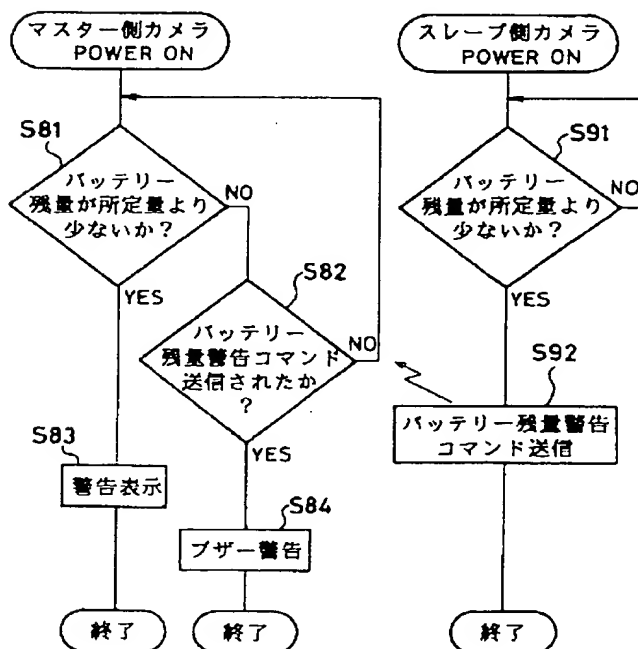 マスター側カメラ
POWER ON
S81
バッテリー
残量が所定量より
少ないか？
NO
YES
S82
バッテリー
残量警告コマンド
送信されたか
？
NO
YES
S83
警告表示
S84
ブザー警告
終了
終了
スレーブ側カメラ
POWER ON
S91
バッテリー
残量が所定量より
少ないか？
NO
YES
S92
バッテリー残量警告
コマンド送信
終了